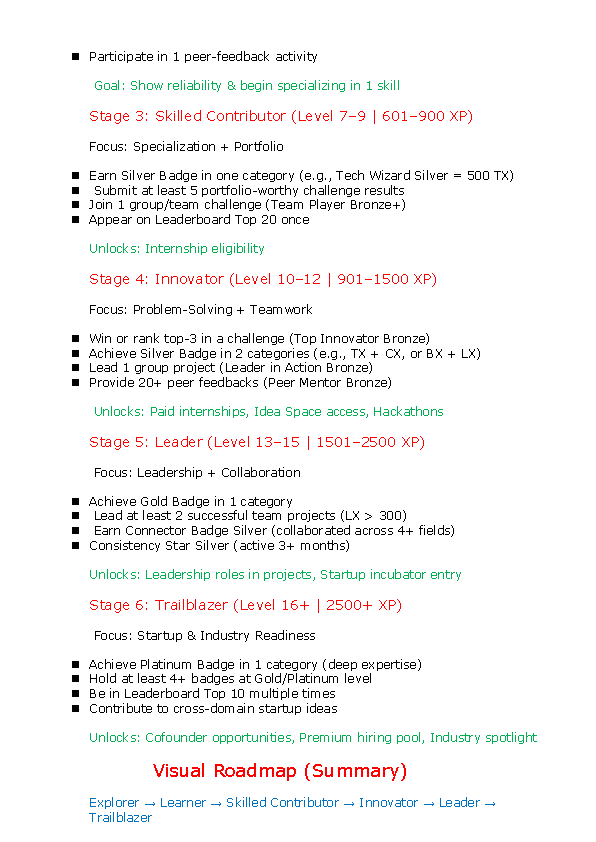 ■ Participate in 1 peer-feedback activity
Goal: Show reliability & begin specializing in 1 skill
Stage 3: Skilled Contributor (Level 7–9 | 601–900 XP)
Focus: Specialization + Portfolio
■ Earn Silver Badge in one category (e.g., Tech Wizard Silver = 500 TX)
■ Submit at least 5 portfolio-worthy challenge results
■ Join 1 group/team challenge (Team Player Bronze+)
■ Appear on Leaderboard Top 20 once
Unlocks: Internship eligibility
Stage 4: Innovator (Level 10–12 | 901–1500 XP)
Focus: Problem-Solving + Teamwork
■ Win or rank top-3 in a challenge (Top Innovator Bronze)
■ Achieve Silver Badge in 2 categories (e.g., TX + CX, or BX + LX)
■ Lead 1 group project (Leader in Action Bronze)
■ Provide 20+ peer feedbacks (Peer Mentor Bronze)
Unlocks: Paid internships, Idea Space access, Hackathons
Stage 5: Leader (Level 13–15 | 1501–2500 XP)
Focus: Leadership + Collaboration
■ Achieve Gold Badge in 1 category
■ Lead at least 2 successful team projects (LX > 300)
■ Earn Connector Badge Silver (collaborated across 4+ fields)
■ Consistency Star Silver (active 3+ months)
Unlocks: Leadership roles in projects, Startup incubator entry
Stage 6: Trailblazer (Level 16+ | 2500+ XP)
Focus: Startup & Industry Readiness
■ Achieve Platinum Badge in 1 category (deep expertise)
■ Hold at least 4+ badges at Gold/Platinum level
■ Be in Leaderboard Top 10 multiple times
■ Contribute to cross-domain startup ideas
Unlocks: Cofounder opportunities, Premium hiring pool, Industry spotlight
Visual Roadmap (Summary)
Explorer → Learner → Skilled Contributor → Innovator → Leader →
Trailblazer